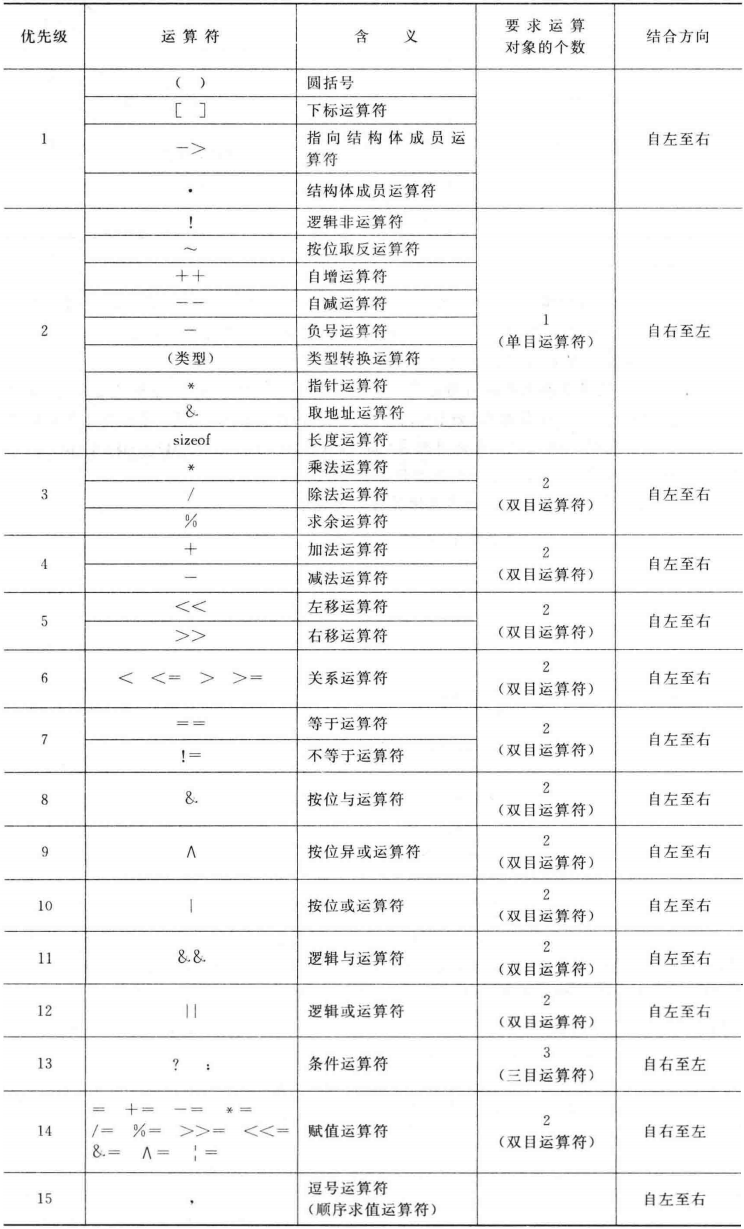 优先级 运算符 含 义 要求运算 对象的个数 结合方向
1 自左至右
( ) 圆括号
[ ] 下标运算符
−> 指向结构体成员运
算符
· 结构体成员运算符
2 1 (单目运算符) 自右至左
! 逻辑非运算符
~ 按位取反运算符
++ 自增运算符
−− 自减运算符
− 负号运算符
(类型) 类型转换运算符
* 指针运算符
& 取地址运算符
sizeof 长度运算符
3 2 (双目运算符) 自左至右
* 乘法运算符
/ 除法运算符
% 求余运算符
4 2 (双目运算符) 自左至右
+ 加法运算符
− 减法运算符
5 2 (双目运算符) 自左至右
<< 左移运算符
>> 右移运算符
6 < <= > >= 关系运算符 2 (双目运算符) 自左至右
7 2 (双目运算符) 自左至右
== 等于运算符
!= 不等于运算符
8 & 按位与运算符 2 (双目运算符) 自左至右
9 ∧ 按位异或运算符 2 (双目运算符) 自左至右
10 | 按位或运算符 2 (双目运算符) 自左至右
11 && 逻辑与运算符 2 (双目运算符) 自左至右
12 || 逻辑或运算符 2 (双目运算符) 自左至右
13 ? : 条件运算符 3 (三目运算符) 自右至左
14 赋值运算符 2 (双目运算符) 自右至左
= += −= *=
/= %= >>= <<=
&= ∧= ¦=
15 , 逗号运算符 自左至右
(顺序求值运算符)